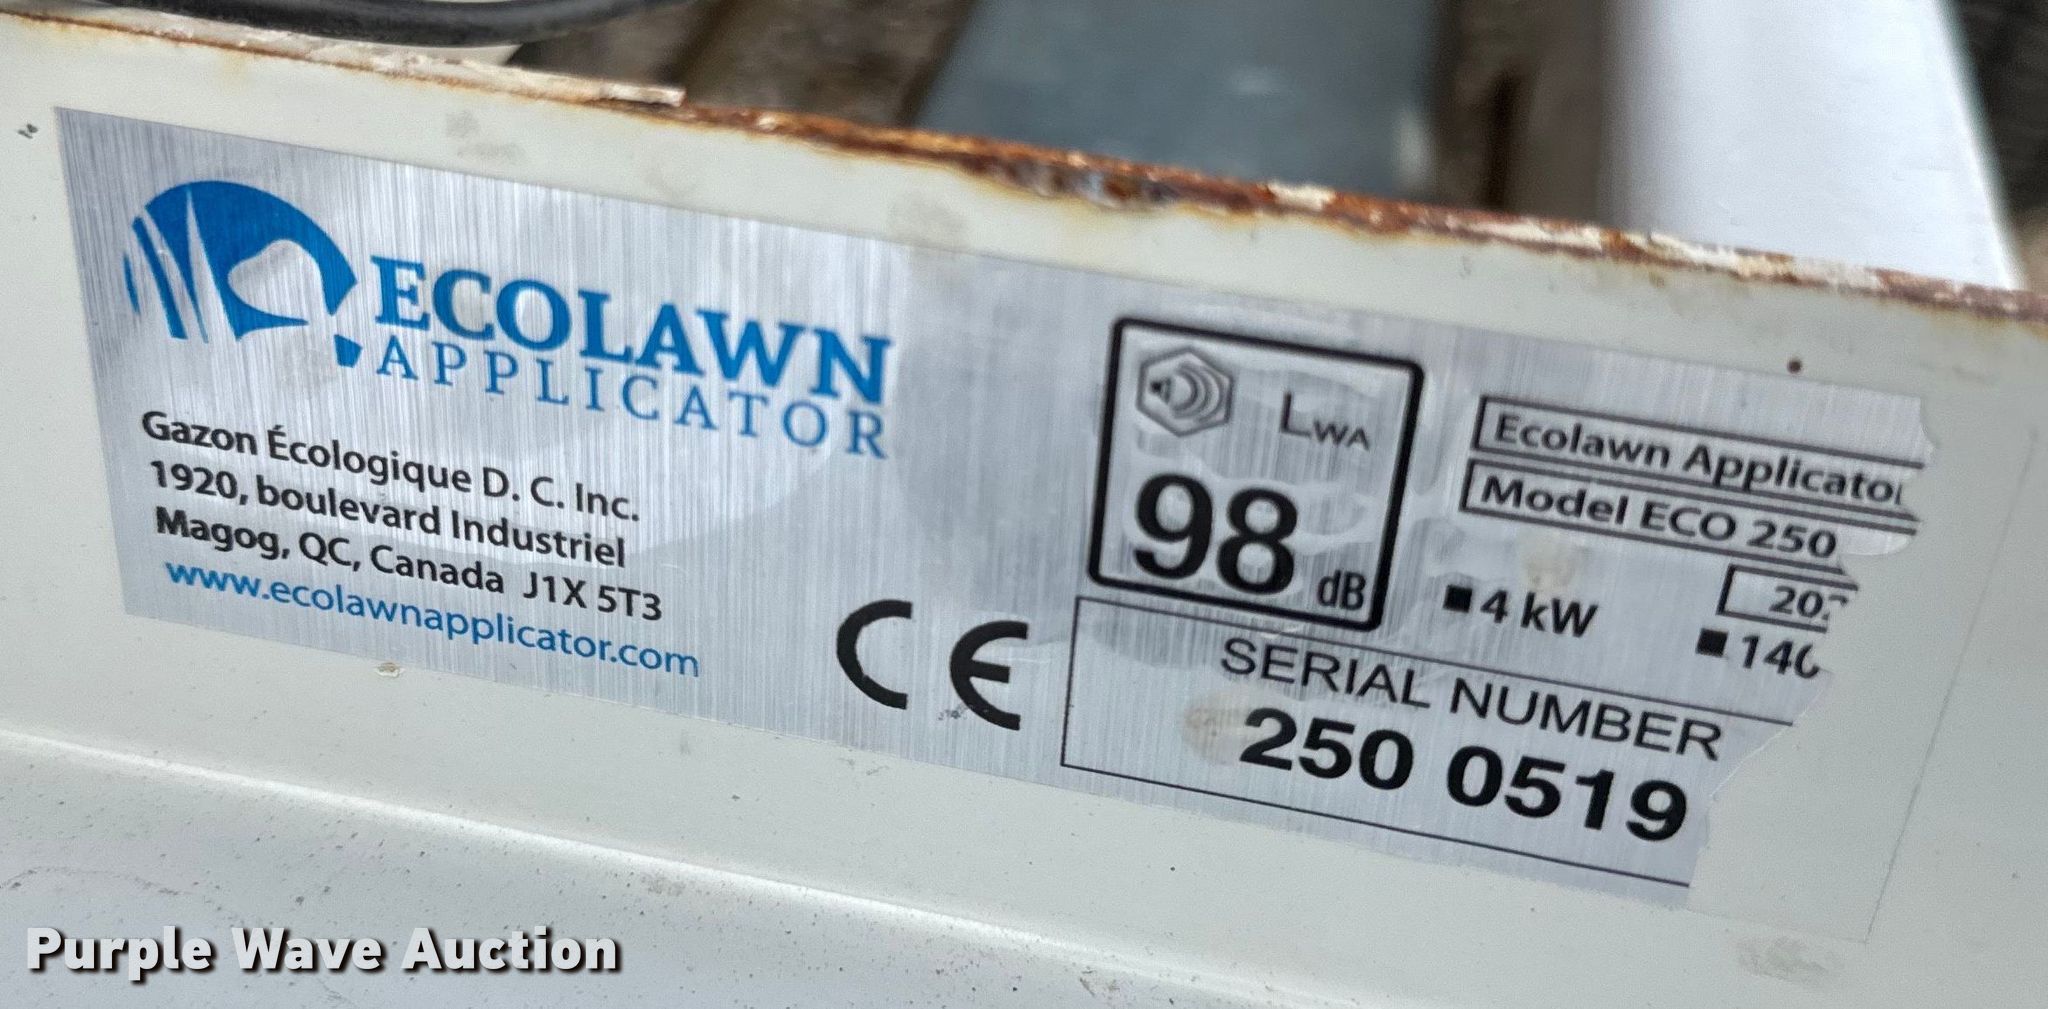 ECOLAWN
APPLICATOR
Gazon Écologique D. C. Inc.
1920, boulevard Industriel
Magog, QC, Canada J1X 5T3
www.ecolawnapplicator.com
CE
LWA
98 dB
Ecolawn Applicator
Model ECO 250
■ 4 kW
SERIAL NUMBER
250 0519
Purple Wave Auction